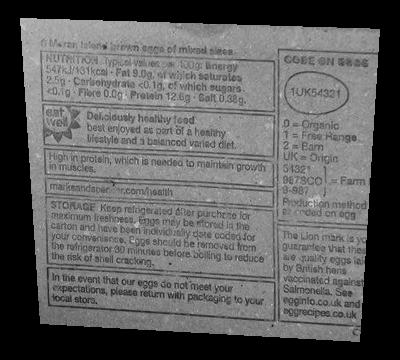 6 Maran Island brown eggs of mixed sizes
NUTRITION Typical values per 100g: Energy
547kJ/131kcal • Fat 9.0g, of which saturates
2.5g • Carbohydrate <0.1g, of which sugars
<0.1g • Fibre 0.0g • Protein 12.6g • Salt 0.38g.
eat
well
Deliciously healthy food
best enjoyed as part of a healthy
lifestyle and a balanced varied diet.
High in protein, which is needed to maintain growth
in muscles.
marksandspencer.com/health
STORAGE Keep refrigerated after purchase for
maximum freshness. Eggs may be stored in the
carton and have been individually date coded for
your convenience. Eggs should be removed from
the refrigerator 30 minutes before boiling to reduce
the risk of shell cracking.
In the event that our eggs do not meet your
expectations, please return with packaging to your
local store.
CODE ON EGGS
1UK54321
0 = Organic
1 = Free Range
2 = Barn
UK = Origin
54321
987SCO = Farm
9-987
Production method
as coded on egg
The Lion mark is yo
guarantee that thes
are quality eggs lai
by British hens
vaccinated against
Salmonella. See
egginfo.co.uk and
eggrecipes.co.uk